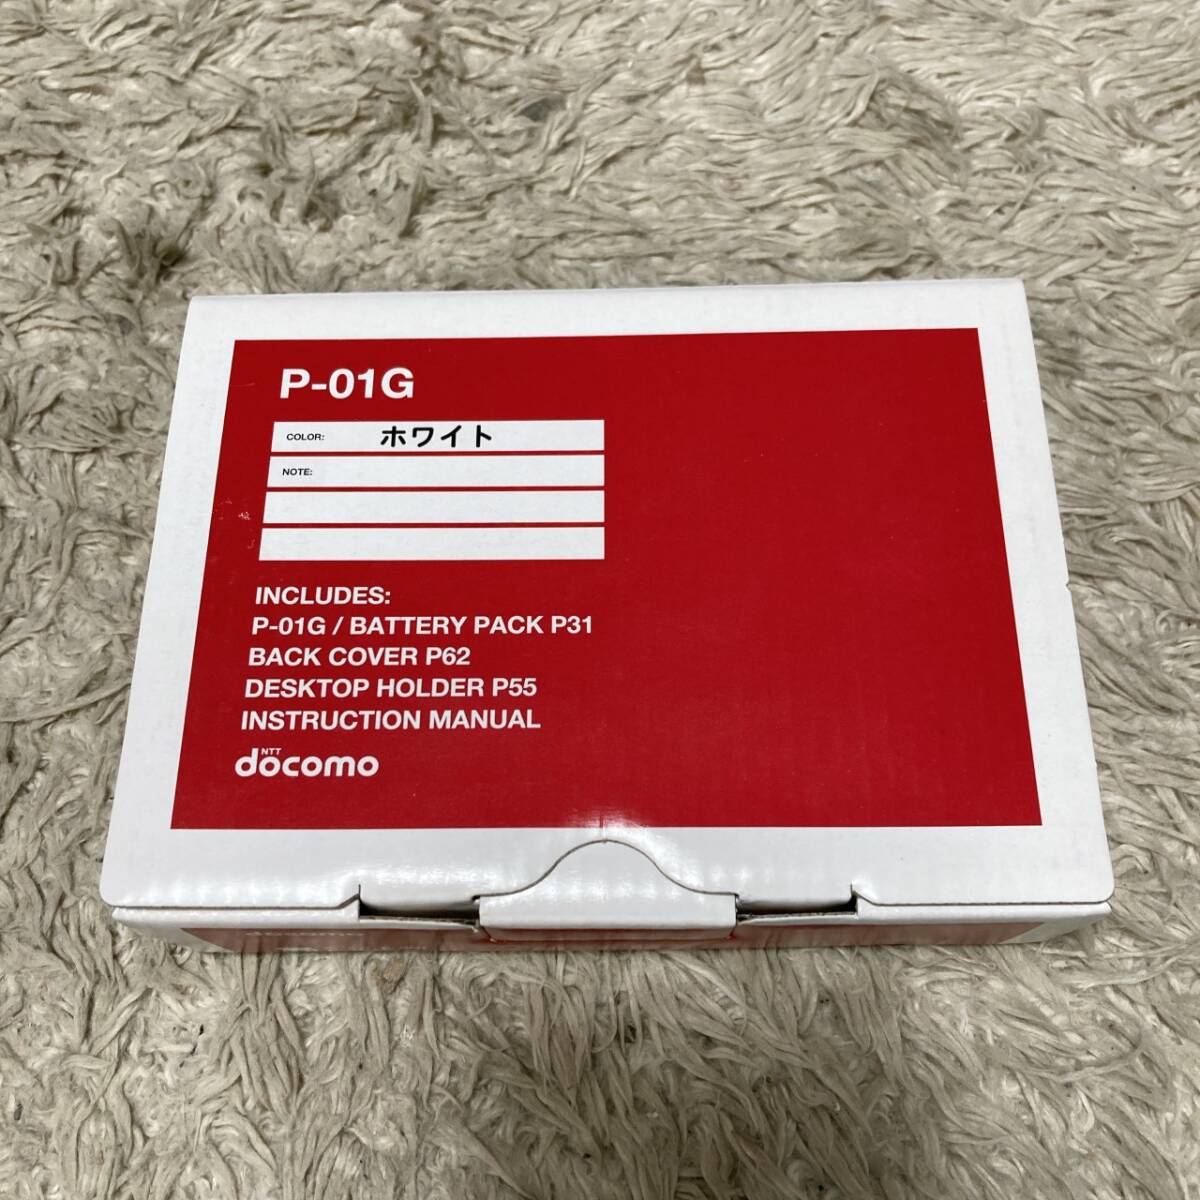 P-01G
COLOR: ホワイト
NOTE:
INCLUDES:
P-01G / BATTERY PACK P31
BACK COVER P62
DESKTOP HOLDER P55
INSTRUCTION MANUAL
NTT
döcomo
docomo